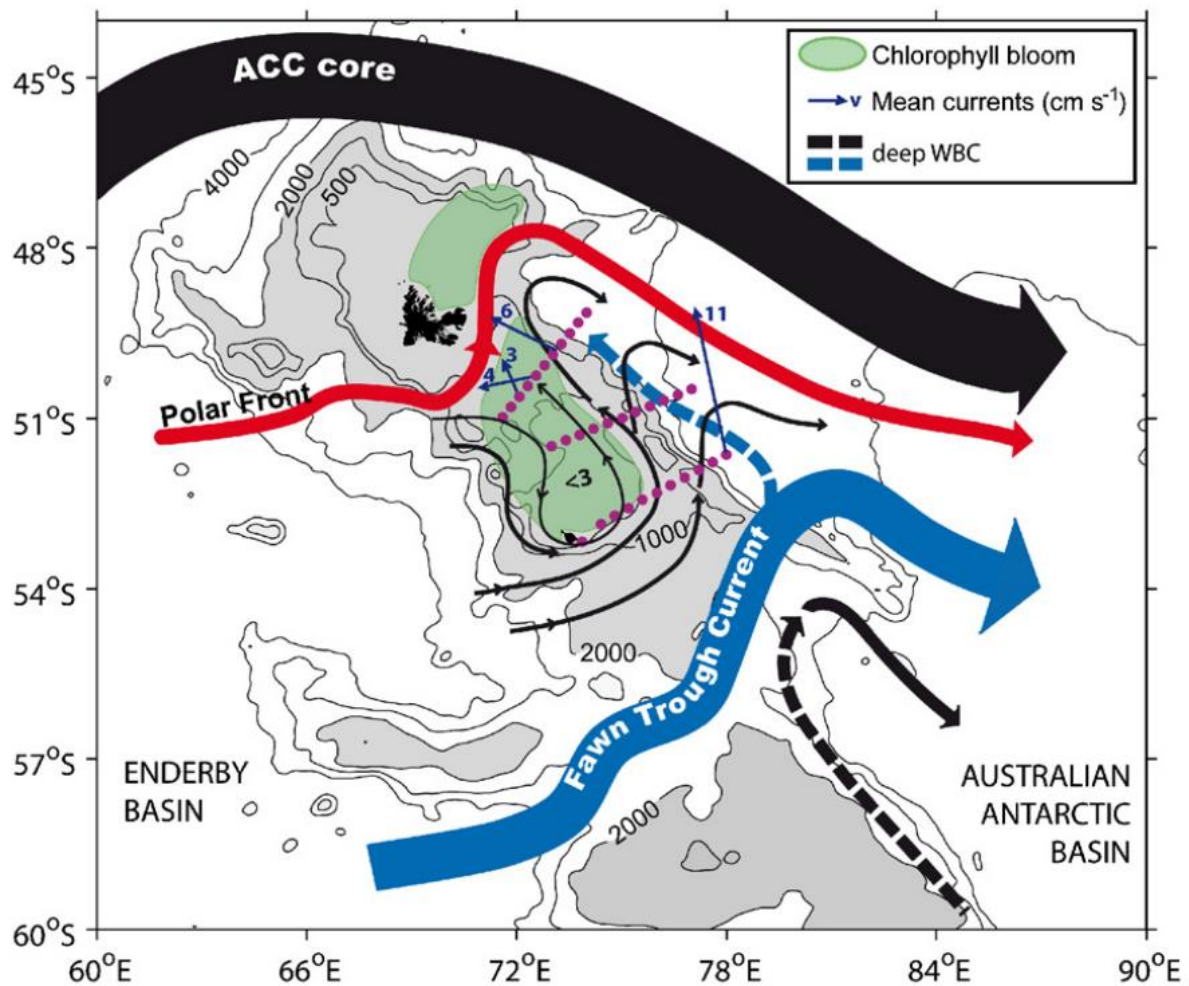 ACC core
Chlorophyll bloom
v Mean currents (cm s⁻¹)
deep WBC
45°S
48°S
51°S
54°S
57°S
60°S
4000
2000
500
6
11
3
4
Polar Front
<3
1000
2000
Fawn Trough Current
ENDERBY
BASIN
2000
AUSTRALIAN
ANTARCTIC
BASIN
60°E
66°E
72°E
78°E
84°E
90°E